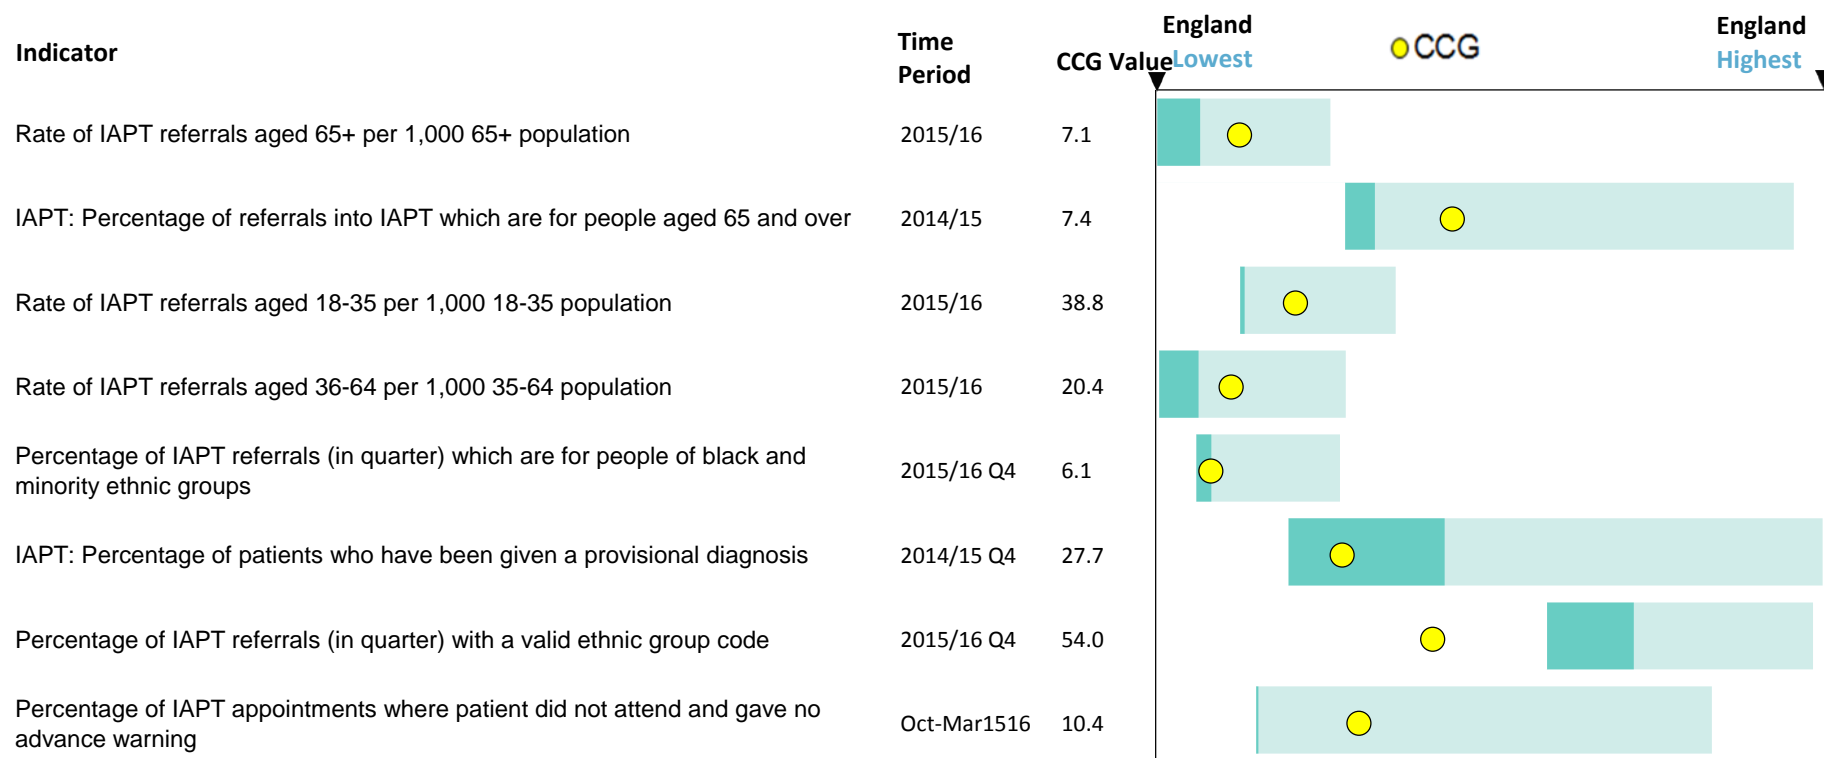 Indicator
Time
Period
CCG Value
England
Lowest
CCG
England
Highest
Rate of IAPT referrals aged 65+ per 1,000 65+ population 2015/16 7.1
IAPT: Percentage of referrals into IAPT which are for people aged 65 and over 2014/15 7.4
Rate of IAPT referrals aged 18-35 per 1,000 18-35 population 2015/16 38.8
Rate of IAPT referrals aged 36-64 per 1,000 35-64 population 2015/16 20.4
Percentage of IAPT referrals (in quarter) which are for people of black and
minority ethnic groups 2015/16 Q4 6.1
IAPT: Percentage of patients who have been given a provisional diagnosis 2014/15 Q4 27.7
Percentage of IAPT referrals (in quarter) with a valid ethnic group code 2015/16 Q4 54.0
Percentage of IAPT appointments where patient did not attend and gave no
advance warning Oct-Mar1516 10.4